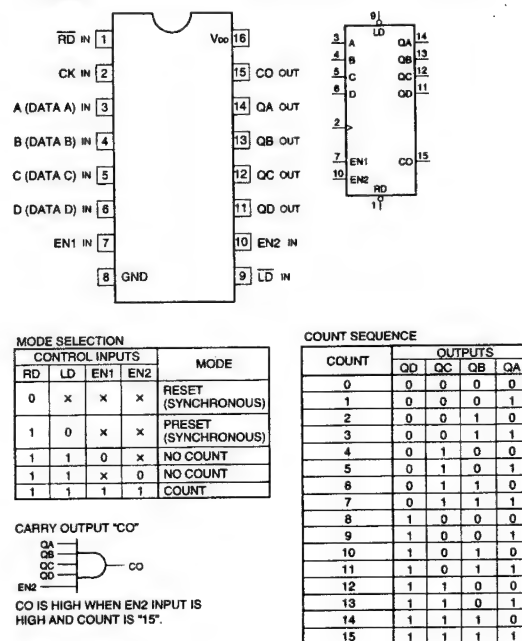 RD IN 1
CK IN 2
A (DATA A) IN 3
B (DATA B) IN 4
C (DATA C) IN 5
D (DATA D) IN 6
EN1 IN 7
8 GND
VDD 16
15 CO OUT
14 QA OUT
13 QB OUT
12 QC OUT
11 QD OUT
10 EN2 IN
9 LD IN
9
LD
3 A QA 14
4 B QB 13
5 C QC 12
6 D QD 11
2
7 EN1 CO 15
10 EN2
RD
1
MODE SELECTION
CONTROL INPUTS MODE
RD LD EN1 EN2
0 × × × RESET
(SYNCHRONOUS)
1 0 × × PRESET
(SYNCHRONOUS)
1 1 0 × NO COUNT
1 1 × 0 NO COUNT
1 1 1 1 COUNT
CARRY OUTPUT "CO"
QA
QB
QC
QD
EN2
CO
CO IS HIGH WHEN EN2 INPUT IS
HIGH AND COUNT IS "15".
COUNT SEQUENCE
COUNT OUTPUTS
QD QC QB QA
0 0 0 0 0
1 0 0 0 1
2 0 0 1 0
3 0 0 1 1
4 0 1 0 0
5 0 1 0 1
6 0 1 1 0
7 0 1 1 1
8 1 0 0 0
9 1 0 0 1
10 1 0 1 0
11 1 0 1 1
12 1 1 0 0
13 1 1 0 1
14 1 1 1 0
15 1 1 1 1